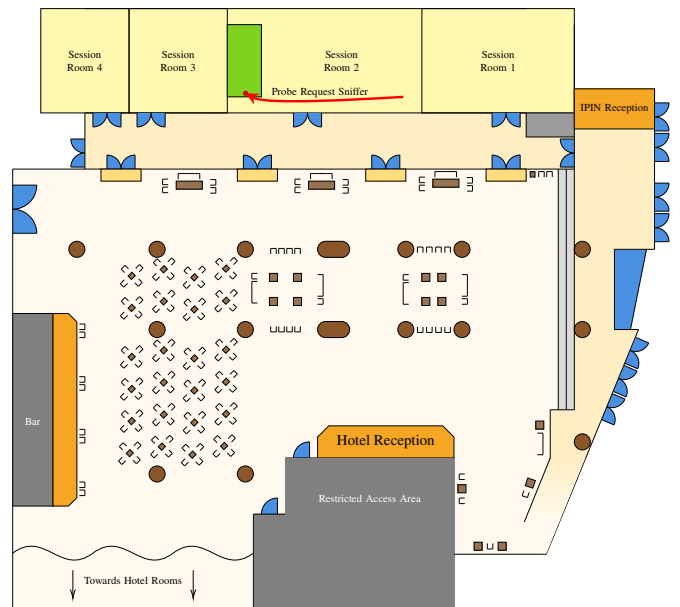 Session
Room 4
Session
Room 3
Session
Room 2
Session
Room 1
Probe Request Sniffer
IPIN Reception
Bar
Hotel Reception
Restricted Access Area
Towards Hotel Rooms